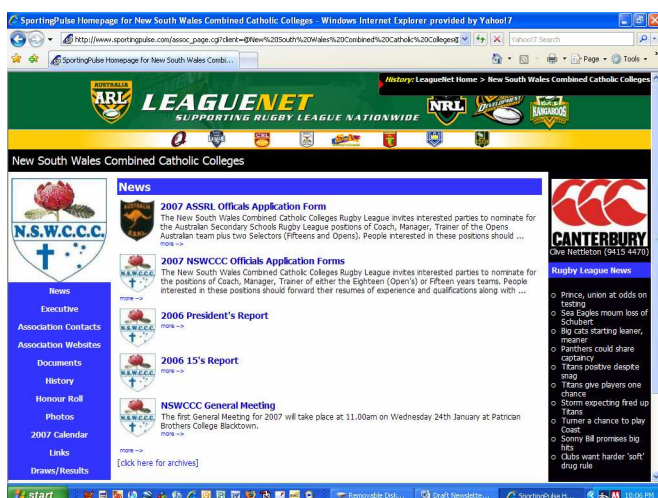 SportingPulse Homepage for New South Wales Combined Catholic Colleges - Windows Internet Explorer provided by Yahoo!7
http://www.sportingpulse.com/assoc_page.cgi?client=@New%20South%20Wales%20Combined%20Catholic%20Colleges@
Yahoo!7 Search
SportingPulse Homepage for New South Wales Combi...
Page
Tools
History: LeagueNet Home > New South Wales Combined Catholic Colleges
AUSTRALIA
ARL
LEAGUENET
SUPPORTING RUGBY LEAGUE NATIONWIDE
NRL
DEVELOPMENT
KANGAROOS
New South Wales Combined Catholic Colleges
N.S.W.C.C.C.
News
Executive
Association Contacts
Association Websites
Documents
History
Honour Roll
Photos
2007 Calendar
Links
Draws/Results
News
2007 ASSRL Officals Application Form
The New South Wales Combined Catholic Colleges Rugby League invites interested parties to nominate for
the Australian Secondary Schools Rugby League positions of Coach, Manager, Trainer of the Opens
Australian team plus two Selectors (Fifteens and Opens). People interested in these positions should ...
more -->
2007 NSWCCC Officials Application Forms
The New South Wales Combined Catholic Colleges Rugby League invites interested parties to nominate for
the positions of Coach, Manager, Trainer of either the Eighteen (Open's) or Fifteen years teams. People
interested in these positions should forward their resumes of experience and qualifications along with ...
more -->
2006 President's Report
more -->
2006 15's Report
more -->
NSWCCC General Meeting
The first General Meeting for 2007 will take place at 11.00am on Wednesday 24th January at Patrician
Brothers College Blacktown.
more -->
more -->
[click here for archives]
CANTERBURY
Clive Nettleton (9415 4470)
Rugby League News
Prince, union at odds on
testing
Sea Eagles mourn loss of
Schubert
Big cats starting leaner,
meaner
Panthers could share
captaincy
Titans positive despite
snag
Titans give players one
chance
Storm expecting fired up
Titans
Turner a chance to play
Coast
Sonny Bill promises big
hits
Clubs want harder 'soft'
drug rule
start
Removable Disk...
Draft Newslette...
SportingPulse H...
10:06 PM